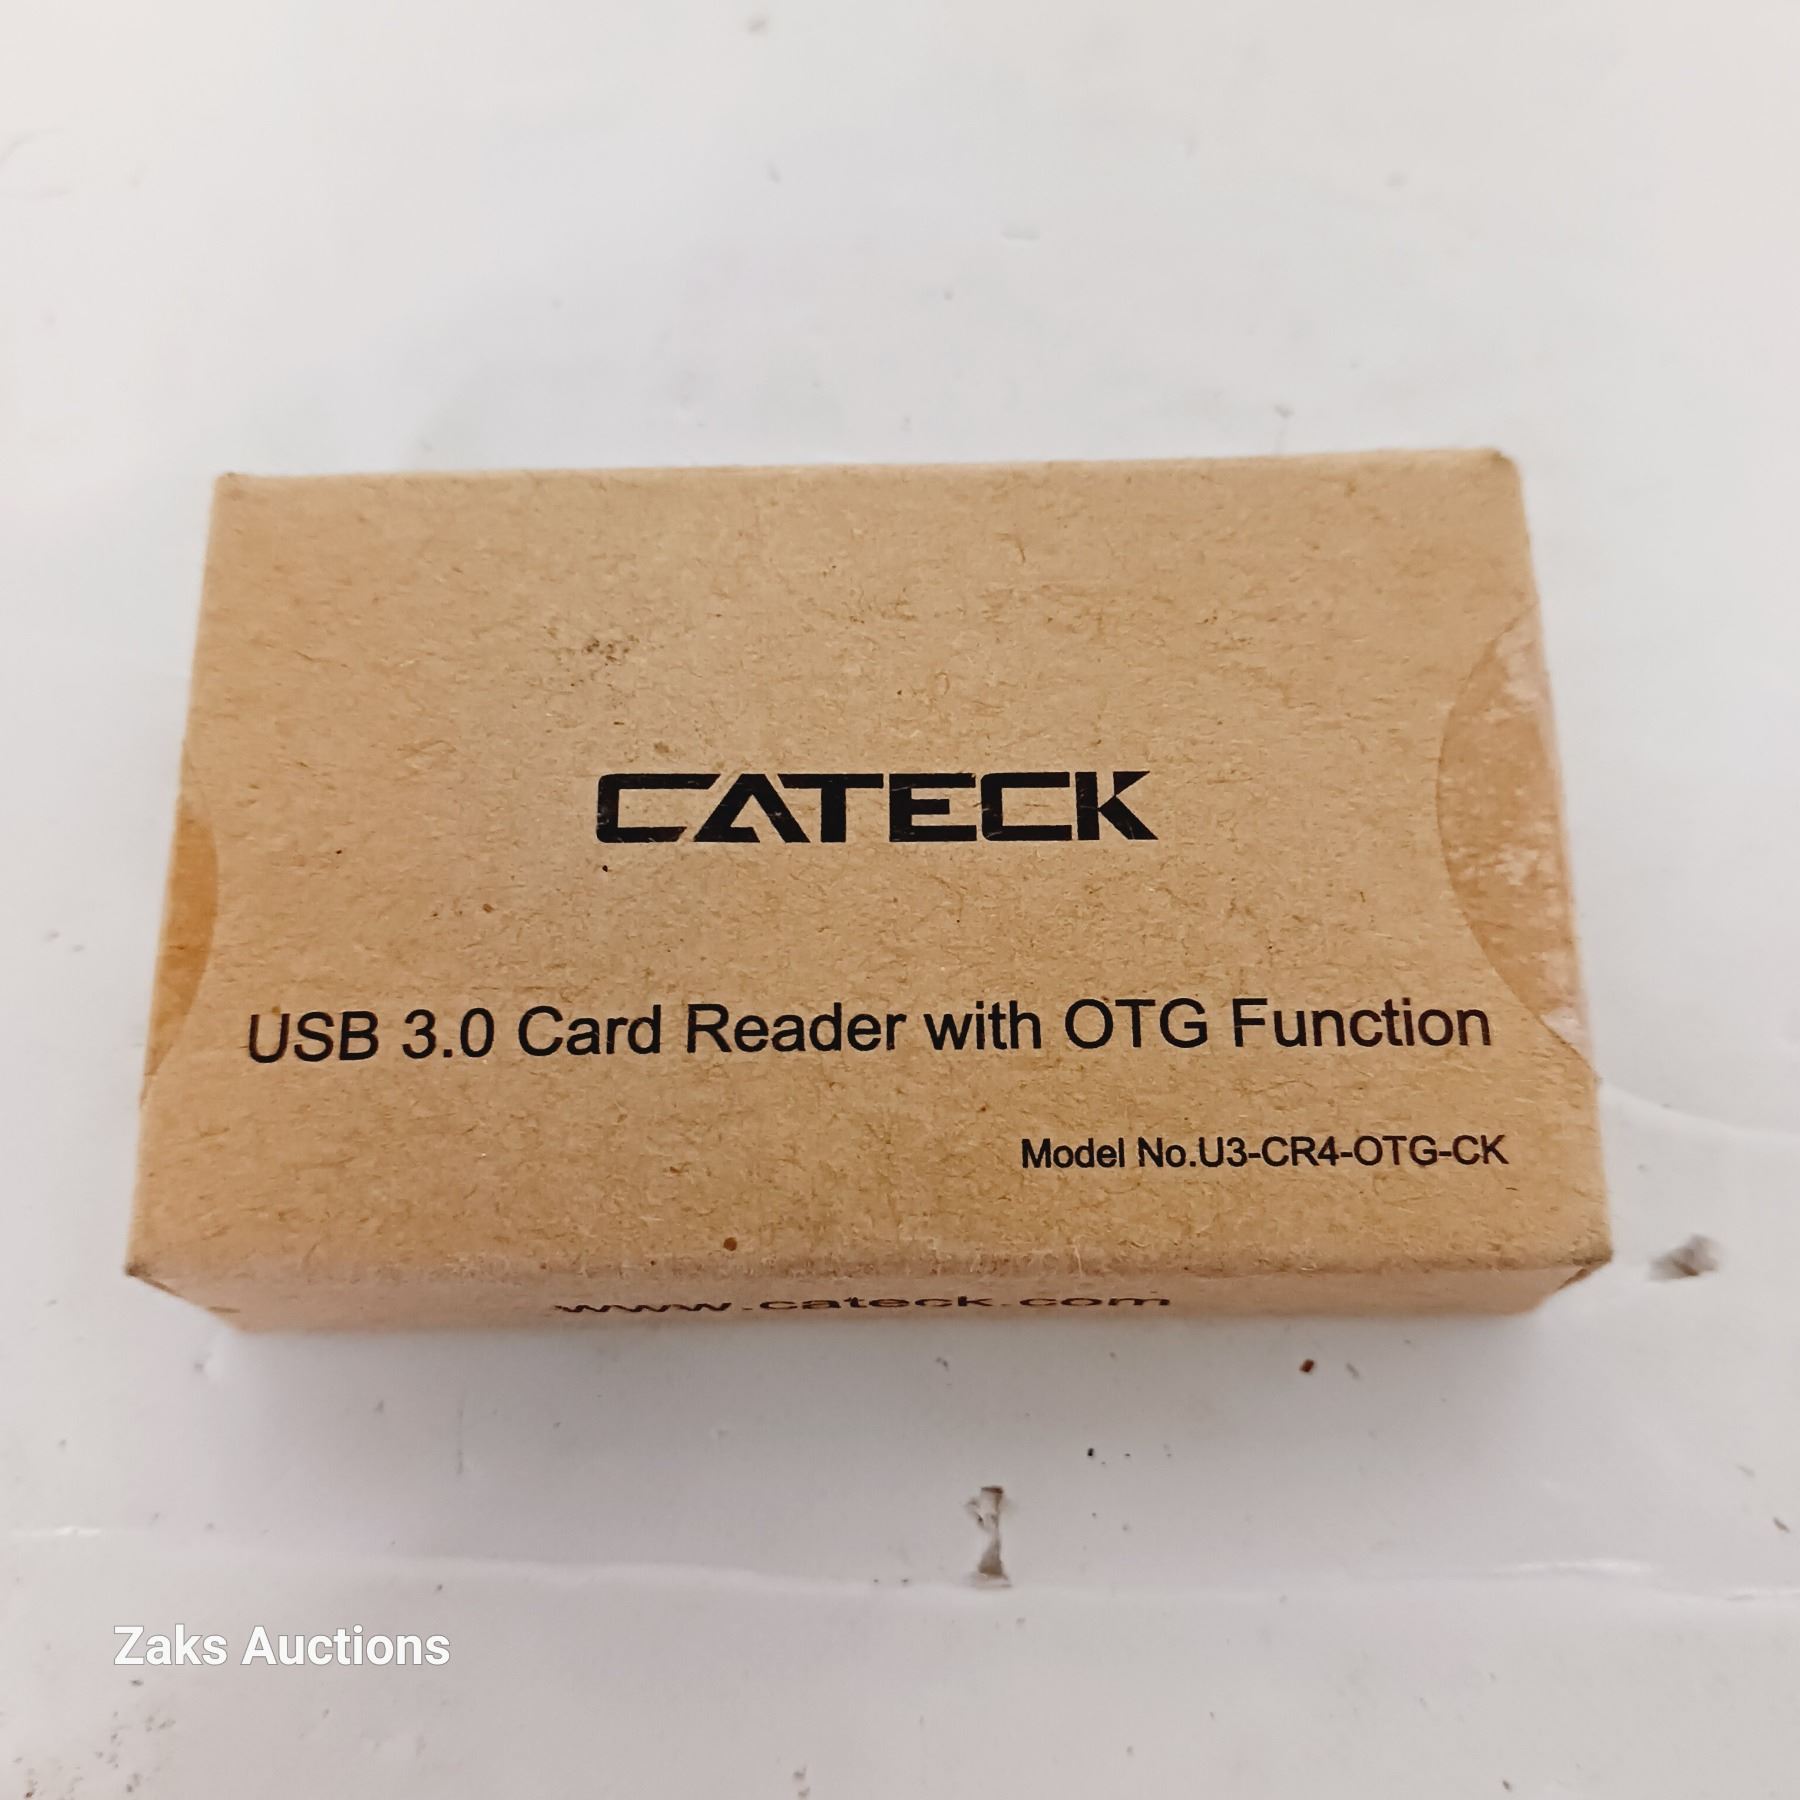 CATECK
USB 3.0 Card Reader with OTG Function
Model No.U3-CR4-OTG-CK
www.cateck.com
Zaks Auctions